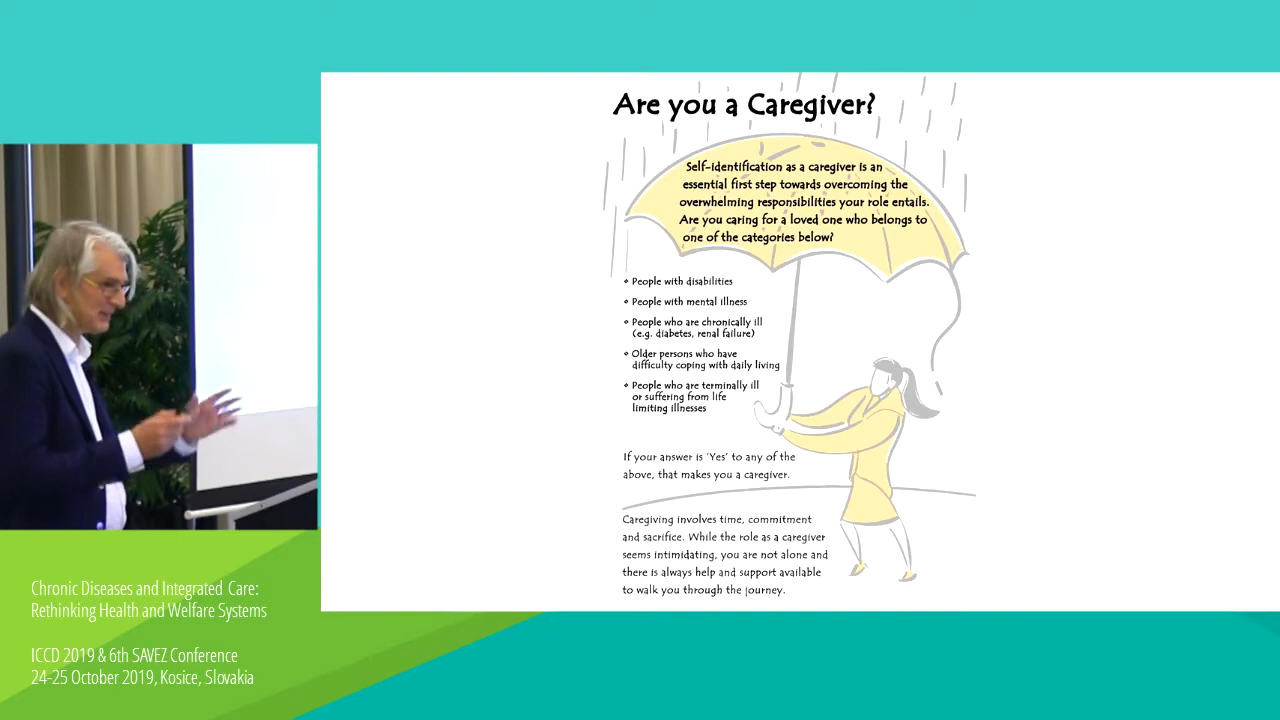 Are you a Caregiver?
Self-identification as a caregiver is an
essential first step towards overcoming the
overwhelming responsibilities your role entails.
Are you caring for a loved one who belongs to
one of the categories below?
People with disabilities
People with mental illness
People who are chronically ill
(e.g. diabetes, renal failure)
Older persons who have
difficulty coping with daily living
People who are terminally ill
or suffering from life
limiting illnesses
If your answer is ‘Yes’ to any of the
above, that makes you a caregiver.
Caregiving involves time, commitment
and sacrifice. While the role as a caregiver
seems intimidating, you are not alone and
there is always help and support available
to walk you through the journey.
Chronic Diseases and Integrated Care:
Rethinking Health and Welfare Systems
ICCD 2019 & 6th SAVEZ Conference
24-25 October 2019, Kosice, Slovakia